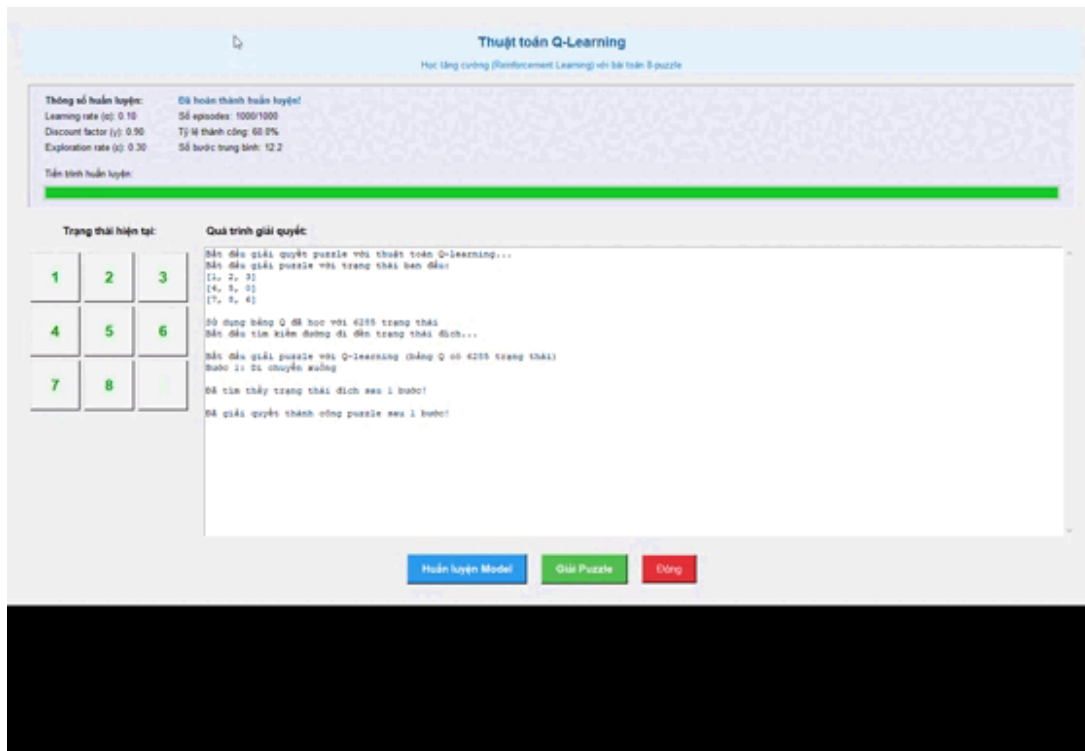 Thuật toán Q-Learning
Học tăng cường (Reinforcement Learning) với bài toán 8-puzzle
Thông số huấn luyện:
Learning rate (α): 0.10
Discount factor (γ): 0.90
Exploration rate (ε): 0.30
Đã hoàn thành huấn luyện!
Số episodes: 1000/1000
Tỷ lệ thành công: 60.0%
Số bước trung bình: 12.2
Tiến trình huấn luyện:
Trạng thái hiện tại:
1 2 3
4 5 6
7 8
Quá trình giải quyết:
Bắt đầu giải quyết puzzle với thuật toán Q-Learning...
Bắt đầu giải puzzle với trạng thái ban đầu:
[1, 2, 3]
[4, 5, 0]
[7, 8, 6]
Sử dụng bảng Q đã học với 6285 trạng thái
Bắt đầu tìm kiếm đường đi đến trạng thái đích...
Bắt đầu giải puzzle với Q-learning (bảng Q có 6285 trạng thái)
Bước 1: Di chuyển xuống
Đã tìm thấy trạng thái đích sau 1 bước!
Đã giải quyết thành công puzzle sau 1 bước!
Huấn luyện Model
Giải Puzzle
Đóng